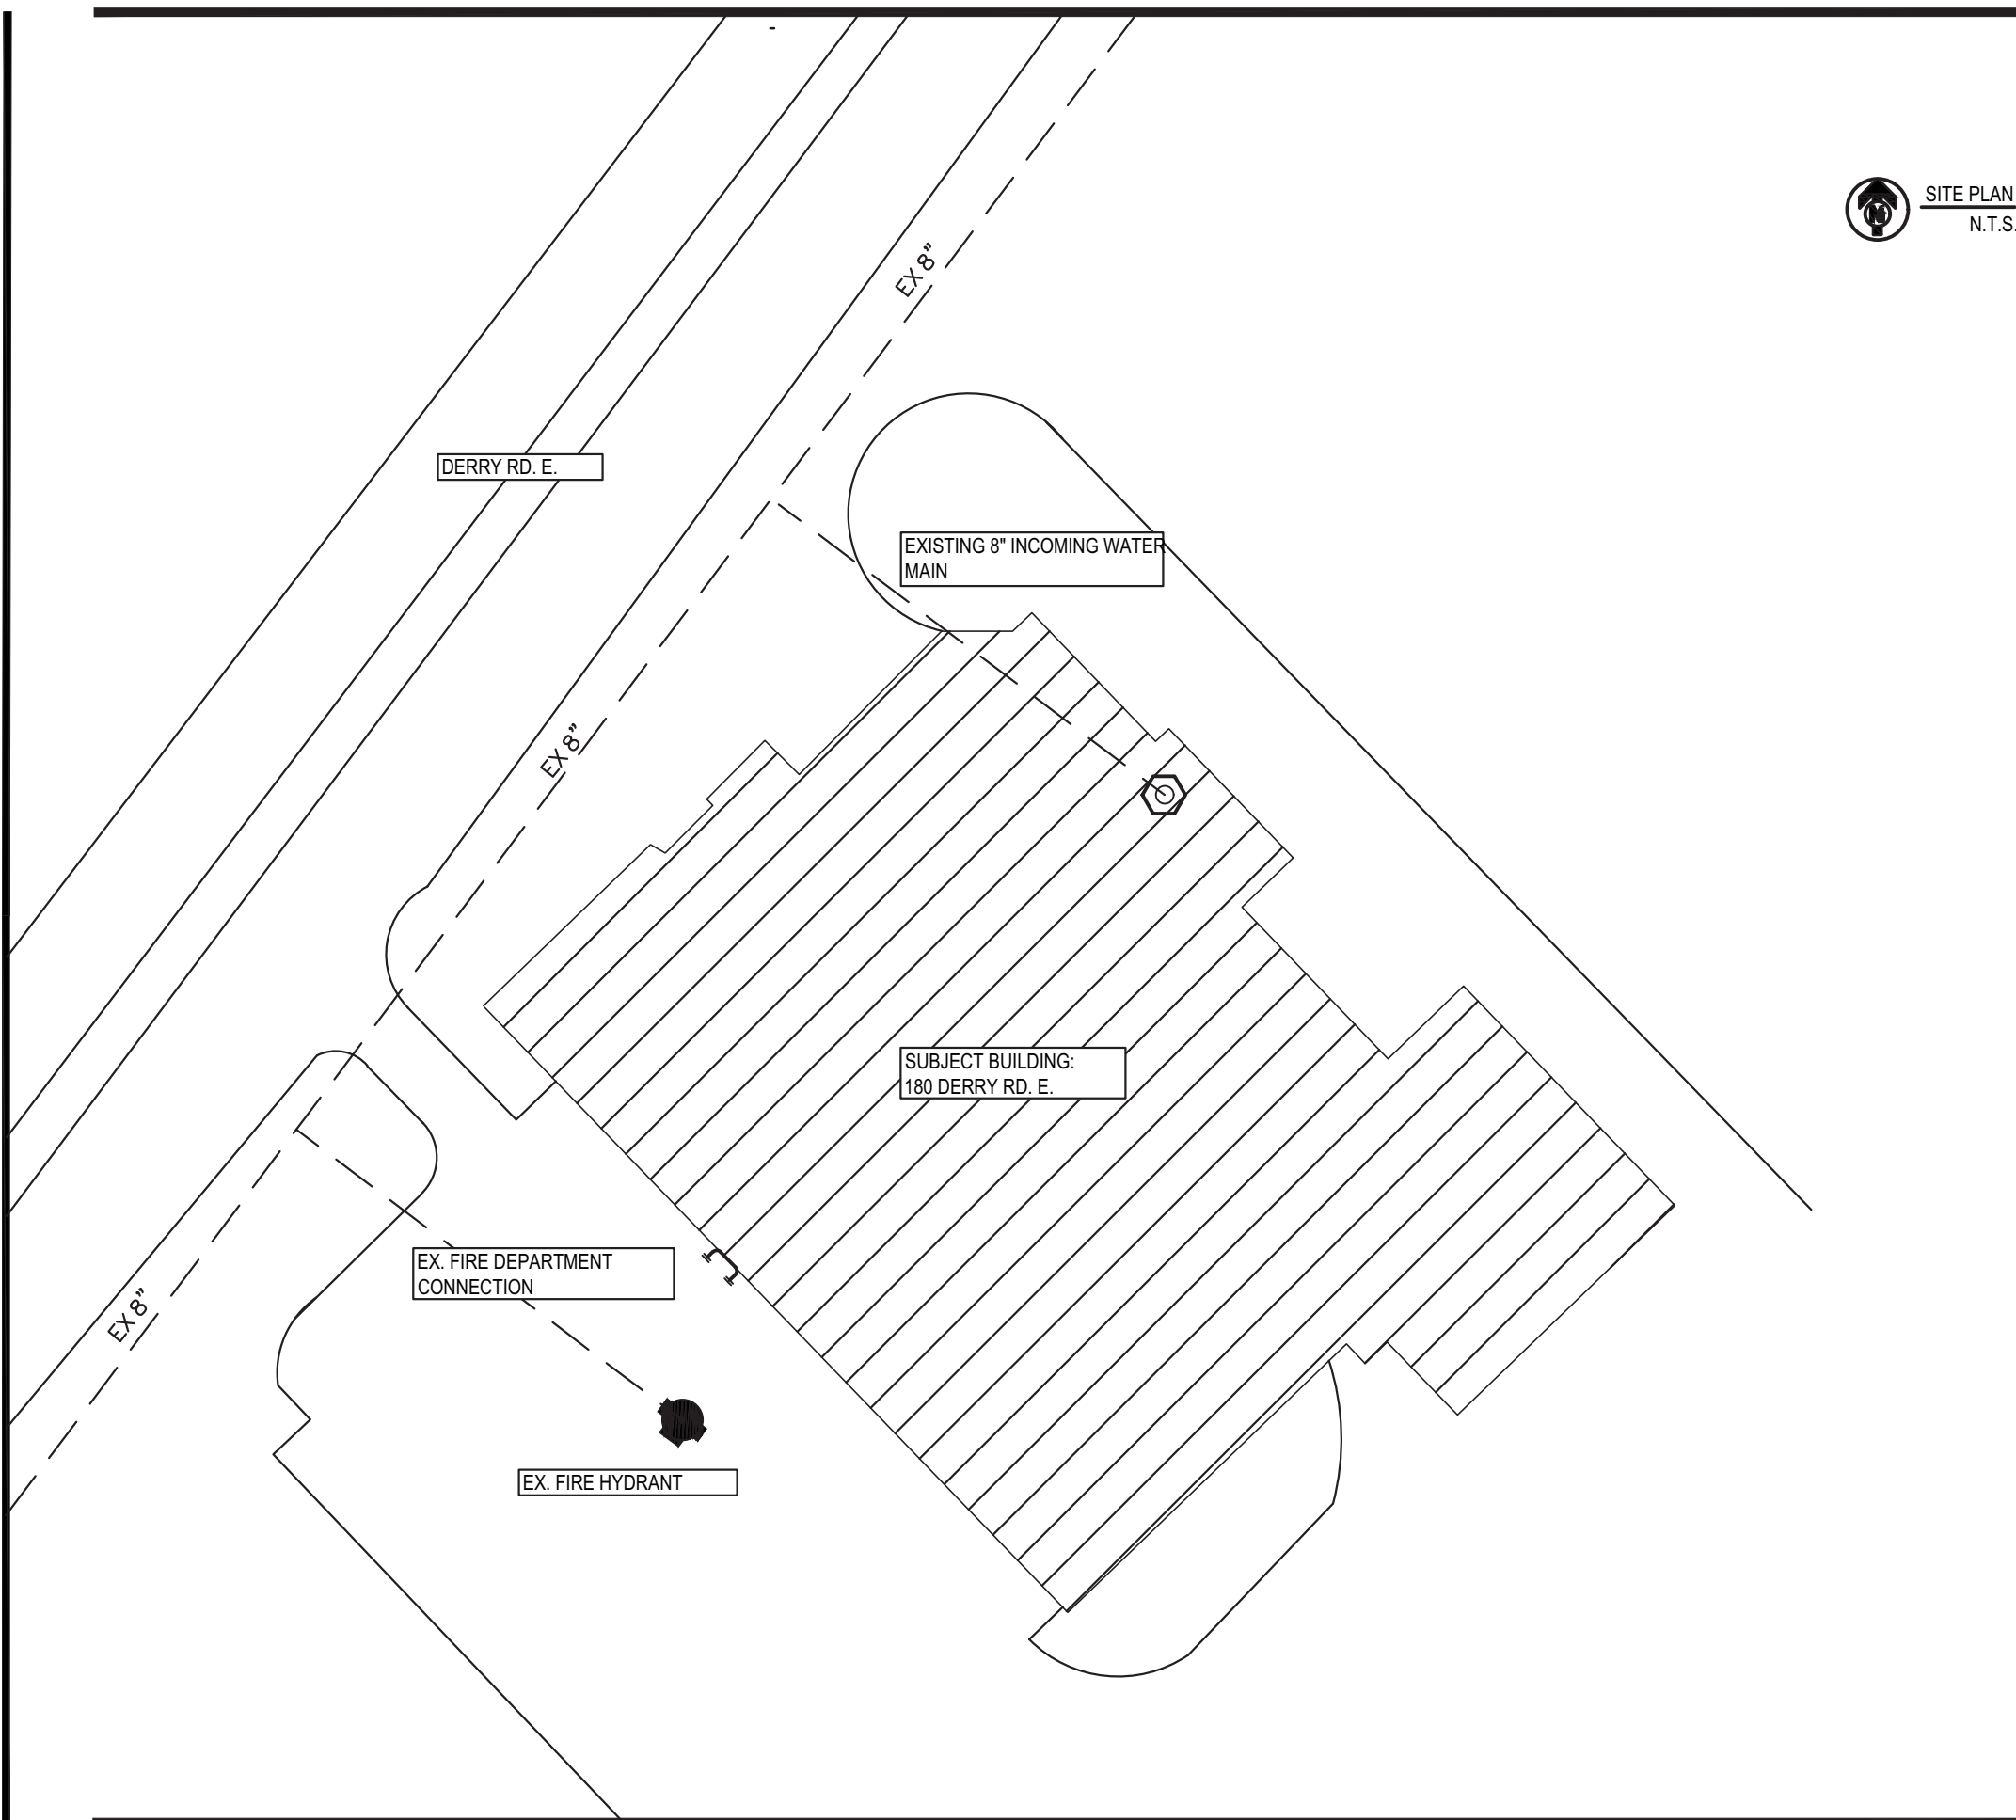 SITE PLAN
N.T.S.
EX 8”
DERRY RD. E.
EXISTING 8" INCOMING WATER
MAIN
EX 8”
SUBJECT BUILDING:
180 DERRY RD. E.
EX. FIRE DEPARTMENT
CONNECTION
EX 8”
EX. FIRE HYDRANT
N